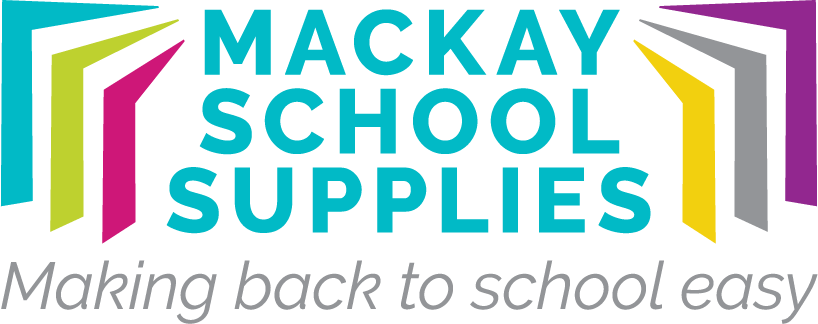 MACKAY
SCHOOL
SUPPLIES
Making back to school easy